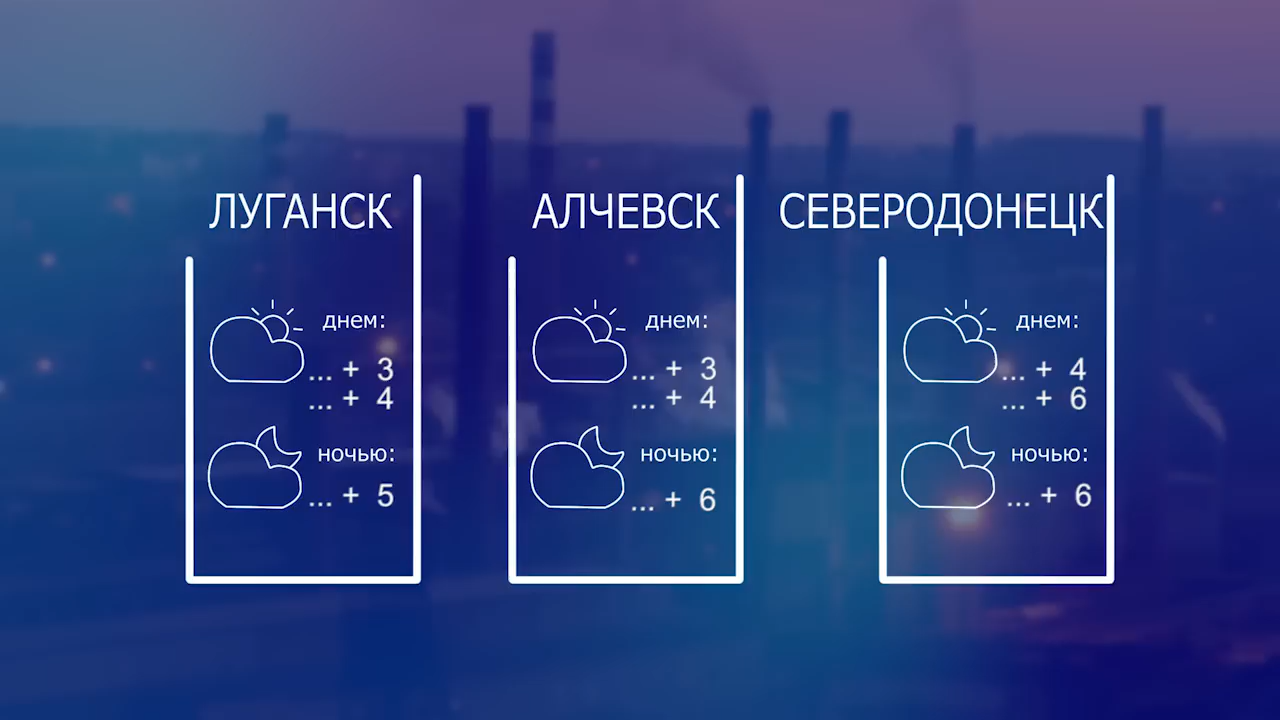 ЛУГАНСК
днем:
... + 3
... + 4
ночью:
... + 5
АЛЧЕВСК
днем:
... + 3
... + 4
ночью:
... + 6
СЕВЕРОДОНЕЦК
днем:
... + 4
... + 6
ночью:
... + 6